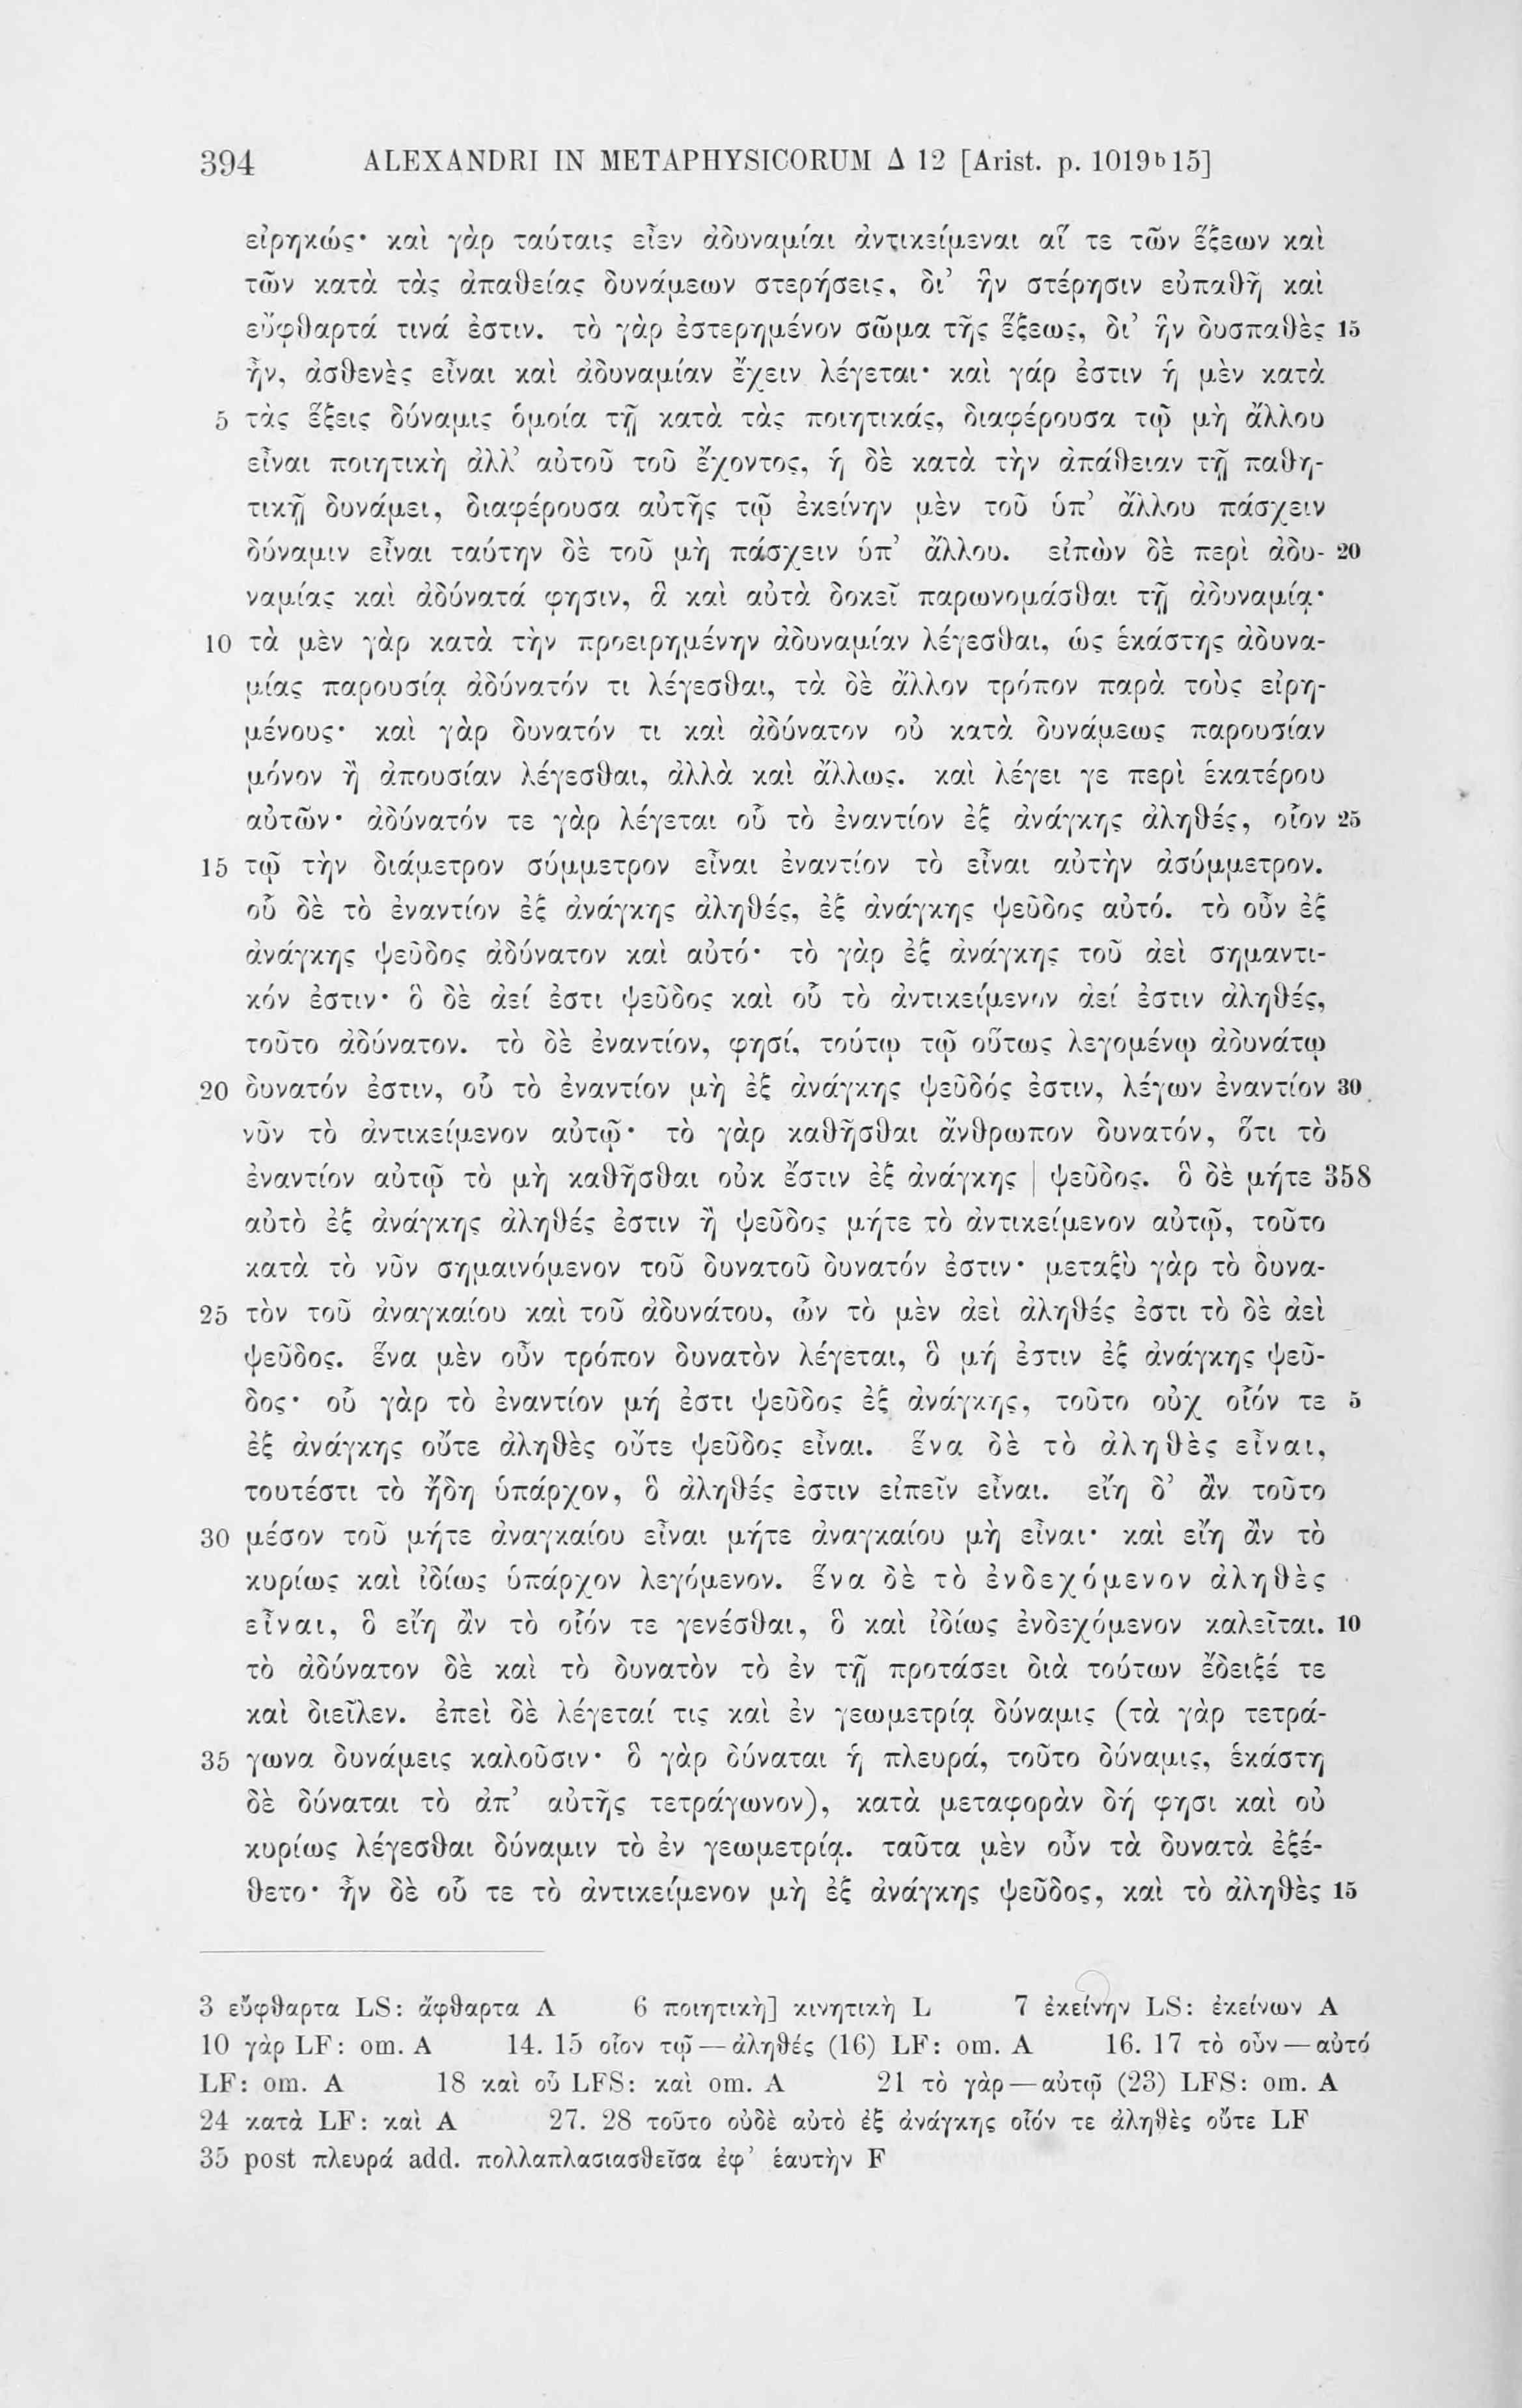 394 ALEXANDRI IN METAPHYSICORUM Δ 12 [Arist. p. 1019b15]
εἰρηκώς· καὶ γὰρ ταύταις εἶεν ἀδυναμίαι ἀντικείμεναι αἵ τε τῶν ἕξεων καὶ
τῶν κατὰ τὰς ἀπαθείας δυνάμεων στερήσεις, δι’ ἣν στέρησιν εὐπαθῆ καὶ
εὔφθαρτά τινά ἐστιν. τὸ γὰρ ἐστερημένον σῶμα τῆς ἕξεως, δι’ ἣν δυσπαθὲς 15
ἦν, ἀσθενὲς εἶναι καὶ ἀδυναμίαν ἔχειν λέγεται· καὶ γάρ ἐστιν ἡ μὲν κατὰ
5 τὰς ἕξεις δύναμις ὁμοία τῇ κατὰ τὰς ποιητικάς, διαφέρουσα τῷ μὴ ἄλλου
εἶναι ποιητικὴ ἀλλ’ αὐτοῦ τοῦ ἔχοντος, ἡ δὲ κατὰ τὴν ἀπάθειαν τῇ παθη-
τικῇ δυνάμει, διαφέρουσα αὐτῆς τῷ ἐκείνην μὲν τοῦ ὑπ’ ἄλλου πάσχειν
δύναμιν εἶναι ταύτην δὲ τοῦ μὴ πάσχειν ὑπ’ ἄλλου. εἰπὼν δὲ περὶ ἀδυ- 20
ναμίας καὶ ἀδύνατά φησιν, ἃ καὶ αὐτὰ δοκεῖ παρωνομάσθαι τῇ ἀδυναμίᾳ·
10 τὰ μὲν γὰρ κατὰ τὴν προειρημένην ἀδυναμίαν λέγεσθαι, ὡς ἑκάστης ἀδυνα-
μίας παρουσίᾳ ἀδύνατόν τι λέγεσθαι, τὰ δὲ ἄλλον τρόπον παρὰ τοὺς εἰρη-
μένους· καὶ γὰρ δυνατόν τι καὶ ἀδύνατον οὐ κατὰ δυνάμεως παρουσίαν
μόνον ἢ ἀπουσίαν λέγεσθαι, ἀλλὰ καὶ ἄλλως. καὶ λέγει γε περὶ ἑκατέρου
αὐτῶν· ἀδύνατόν τε γὰρ λέγεται οὗ τὸ ἐναντίον ἐξ ἀνάγκης ἀληθές, οἷον 25
15 τῷ τὴν διάμετρον σύμμετρον εἶναι ἐναντίον τὸ εἶναι αὐτὴν ἀσύμμετρον.
οὗ δὲ τὸ ἐναντίον ἐξ ἀνάγκης ἀληθές, ἐξ ἀνάγκης ψεῦδος αὐτό. τὸ οὖν ἐξ
ἀνάγκης ψεῦδος ἀδύνατον καὶ αὐτό· τὸ γὰρ ἐξ ἀνάγκης τοῦ ἀεὶ σημαντι-
κόν ἐστιν· ὃ δὲ ἀεί ἐστι ψεῦδος καὶ οὗ τὸ ἀντικείμενον ἀεί ἐστιν ἀληθές,
τοῦτο ἀδύνατον. τὸ δὲ ἐναντίον, φησί, τούτῳ τῷ οὕτως λεγομένῳ ἀδυνάτῳ
20 δυνατόν ἐστιν, οὗ τὸ ἐναντίον μὴ ἐξ ἀνάγκης ψεῦδός ἐστιν, λέγων ἐναντίον 30
νῦν τὸ ἀντικείμενον αὐτῷ· τὸ γὰρ καθῆσθαι ἄνθρωπον δυνατόν, ὅτι τὸ
ἐναντίον αὐτῷ τὸ μὴ καθῆσθαι οὐκ ἔστιν ἐξ ἀνάγκης | ψεῦδος. ὃ δὲ μήτε 358
αὐτὸ ἐξ ἀνάγκης ἀληθές ἐστιν ἢ ψεῦδος μήτε τὸ ἀντικείμενον αὐτῷ, τοῦτο
κατὰ τὸ νῦν σημαινόμενον τοῦ δυνατοῦ δυνατόν ἐστιν· μεταξὺ γὰρ τὸ δυνα-
25 τὸν τοῦ ἀναγκαίου καὶ τοῦ ἀδυνάτου, ὧν τὸ μὲν ἀεὶ ἀληθές ἐστι τὸ δὲ ἀεὶ
ψεῦδος. ἕνα μὲν οὖν τρόπον δυνατὸν λέγεται, ὃ μή ἐστιν ἐξ ἀνάγκης ψεῦ-
δος· οὗ γὰρ τὸ ἐναντίον μή ἐστι ψεῦδος ἐξ ἀνάγκης, τοῦτο οὐχ οἷόν τε 5
ἐξ ἀνάγκης οὔτε ἀληθὲς οὔτε ψεῦδος εἶναι. ἕνα δὲ τὸ ἀληθὲς εἶναι,
τουτέστι τὸ ἤδη ὑπάρχον, ὃ ἀληθές ἐστιν εἰπεῖν εἶναι. εἴη δ’ ἂν τοῦτο
30 μέσον τοῦ μήτε ἀναγκαίου εἶναι μήτε ἀναγκαίου μὴ εἶναι· καὶ εἴη ἂν τὸ
κυρίως καὶ ἰδίως ὑπάρχον λεγόμενον. ἕνα δὲ τὸ ἐνδεχόμενον ἀληθὲς
εἶναι, ὃ εἴη ἂν τὸ οἷόν τε γενέσθαι, ὃ καὶ ἰδίως ἐνδεχόμενον καλεῖται. 10
τὸ ἀδύνατον δὲ καὶ τὸ δυνατὸν τὸ ἐν τῇ προτάσει διὰ τούτων ἔδειξέ τε
καὶ διεῖλεν. ἐπεὶ δὲ λέγεταί τις καὶ ἐν γεωμετρίᾳ δύναμις (τὰ γὰρ τετρά-
35 γωνα δυνάμεις καλοῦσιν· ὃ γὰρ δύναται ἡ πλευρά, τοῦτο δύναμις, ἑκάστη
δὲ δύναται τὸ ἀπ’ αὐτῆς τετράγωνον), κατὰ μεταφορὰν δή φησι καὶ οὐ
κυρίως λέγεσθαι δύναμιν τὸ ἐν γεωμετρίᾳ. ταῦτα μὲν οὖν τὰ δυνατὰ ἐξέ-
θετο· ἦν δὲ οὗ τε τὸ ἀντικείμενον μὴ ἐξ ἀνάγκης ψεῦδος, καὶ τὸ ἀληθὲς 15
3 εὔφθαρτα LS: ἄφθαρτα A 6 ποιητικὴ] κινητικὴ L 7 ἐκείνην LS: ἐκείνων A
10 γὰρ LF: om. A 14. 15 οἷον τῷ — ἀληθές (16) LF: om. A 16. 17 τὸ οὖν — αὐτό
LF: om. A 18 καὶ οὗ LFS: καὶ om. A 21 τὸ γὰρ — αὐτῷ (23) LFS: om. A
24 κατὰ LF: καὶ A 27. 28 τοῦτο οὐδὲ αὐτὸ ἐξ ἀνάγκης οἷόν τε ἀληθὲς οὔτε LF
35 post πλευρά add. πολλαπλασιασθεῖσα ἐφ’ ἑαυτὴν F